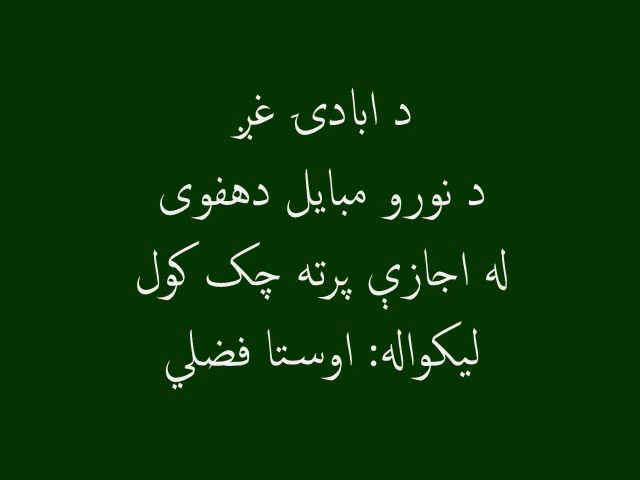 د ابادۍ غږ
د نورو مبایل دهفوی
له اجازې پرته چک کول
لیکواله: اوستا فضلي